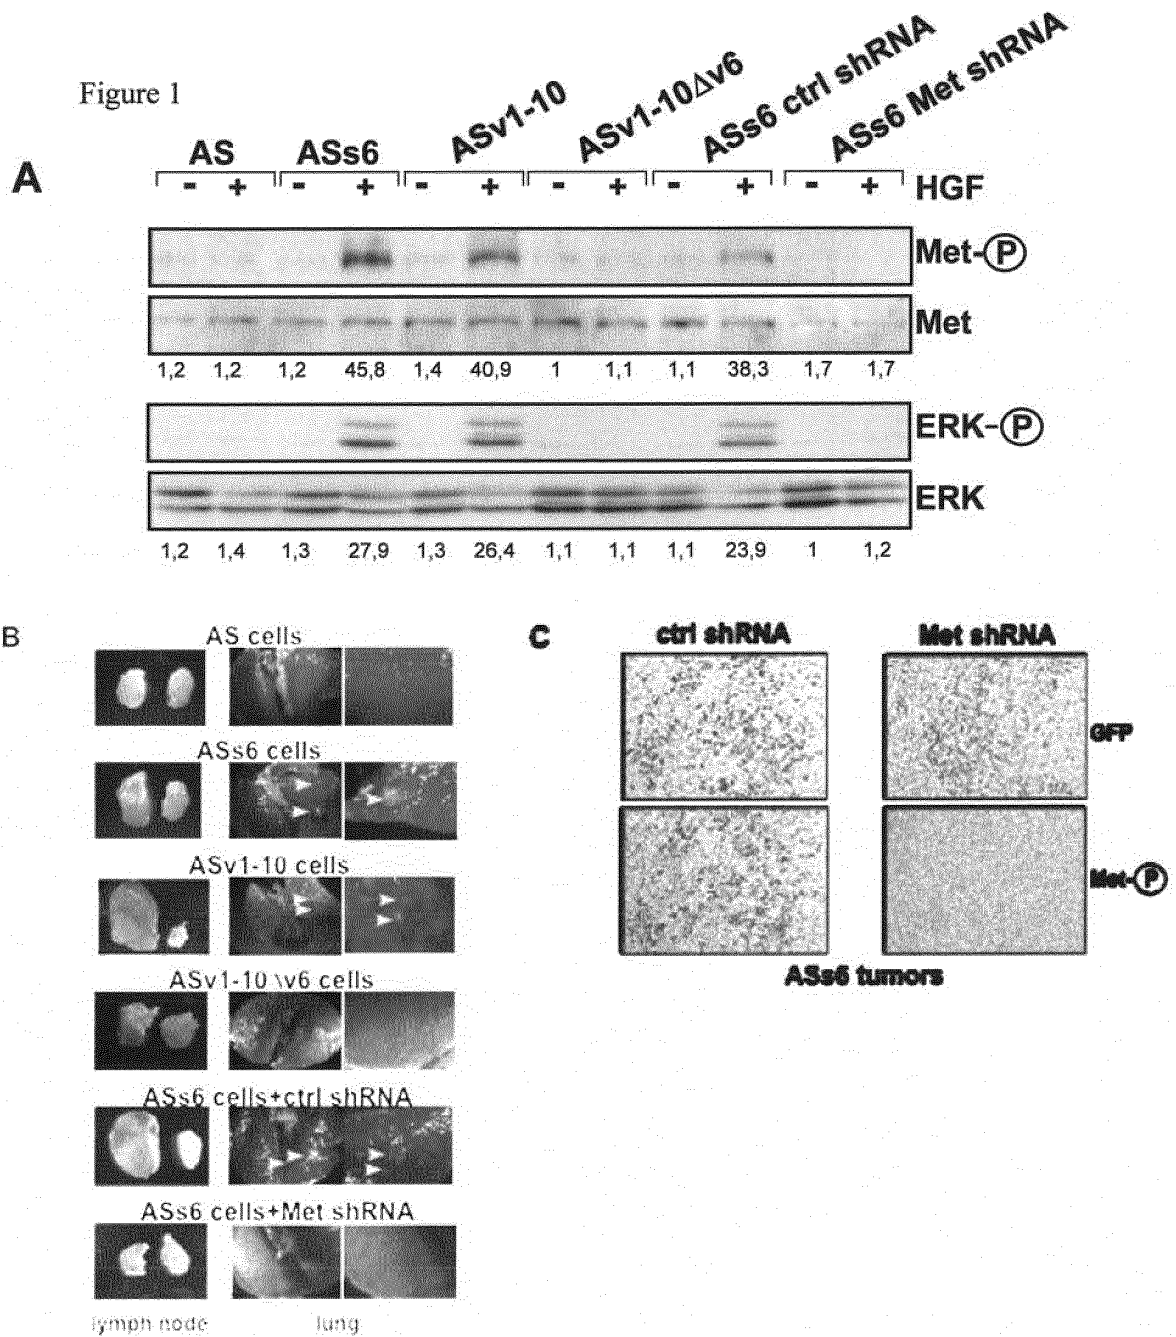 Figure 1
A
AS ASs6 ASv1-10 ASv1-10Δv6 ASs6 ctrl shRNA ASs6 Met shRNA
- + - + - + - + - + - + HGF
Met-Ⓟ
Met
1,2 1,2 1,2 45,8 1,4 40,9 1 1,1 1,1 38,3 1,7 1,7
ERK-Ⓟ
ERK
1,2 1,4 1,3 27,9 1,3 26,4 1,1 1,1 1,1 23,9 1 1,2
B
AS cells
ASs6 cells
ASv1-10 cells
ASv1-10 \v6 cells
ASs6 cells+ctrl shRNA
ASs6 cells+Met shRNA
lymph node lung
C
ctrl shRNA Met shRNA
GFP
Met-Ⓟ
ASs6 tumors